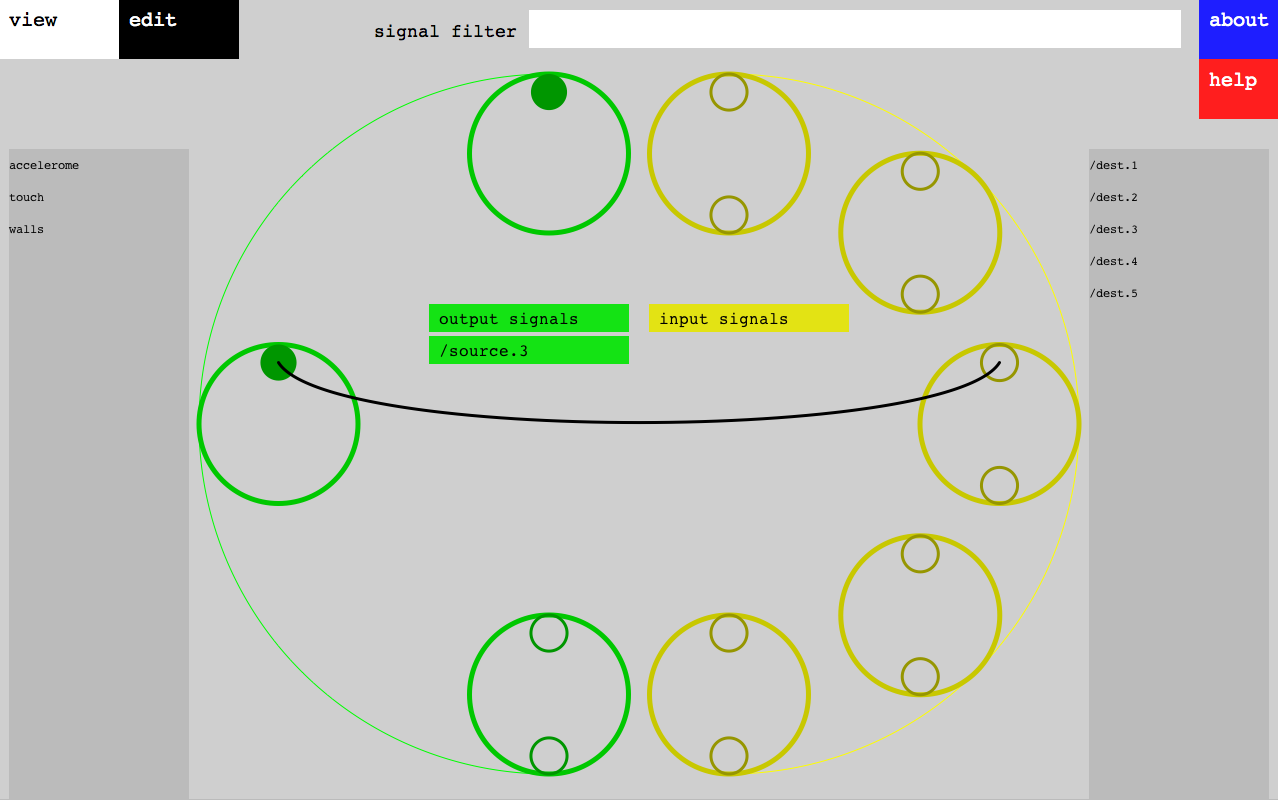 view
edit
signal filter
about
help
accelerome
touch
walls
output signals
/source.3
input signals
/dest.1
/dest.2
/dest.3
/dest.4
/dest.5